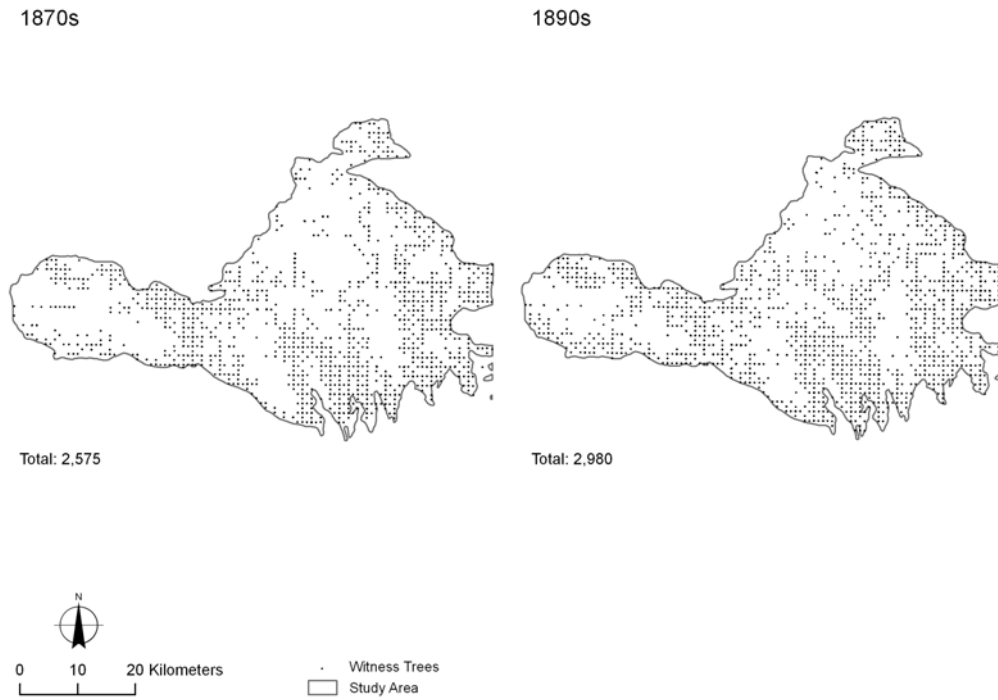 1870s
1890s
Total: 2,575
Total: 2,980
N
0 10 20 Kilometers
Witness Trees
Study Area